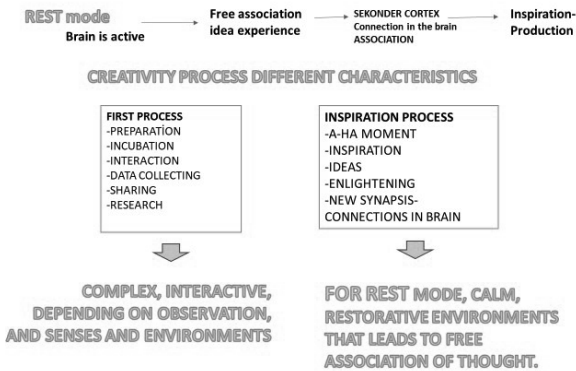 REST mode
Brain is active
Free association
idea experience
SEKONDER CORTEX
Connection in the brain
ASSOCIATION
Inspiration-
Production
CREATIVITY PROCESS DIFFERENT CHARACTERISTICS
FIRST PROCESS
-PREPARATİON
-INCUBATION
-INTERACTION
-DATA COLLECTING
-SHARING
-RESEARCH
INSPIRATION PROCESS
-A-HA MOMENT
-INSPIRATION
-IDEAS
-ENLIGHTENING
-NEW SYNAPSIS-
CONNECTIONS IN BRAIN
COMPLEX, INTERACTIVE,
DEPENDING ON OBSERVATION,
AND SENSES AND ENVIRONMENTS
FOR REST MODE, CALM,
RESTORATIVE ENVIRONMENTS
THAT LEADS TO FREE
ASSOCIATION OF THOUGHT.